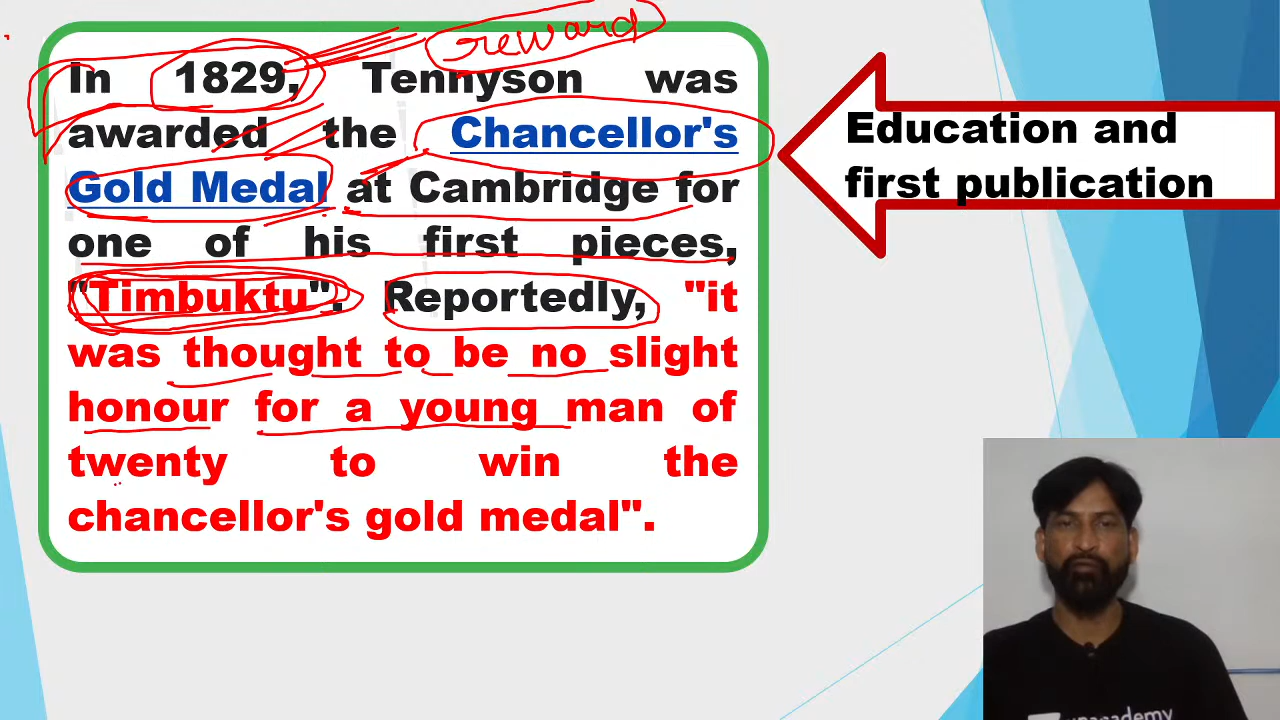 reward
In 1829, Tennyson was
awarded the Chancellor's
Gold Medal at Cambridge for
one of his first pieces,
"Timbuktu". Reportedly, "it
was thought to be no slight
honour for a young man of
twenty to win the
chancellor's gold medal".
Education and
first publication
unacademy